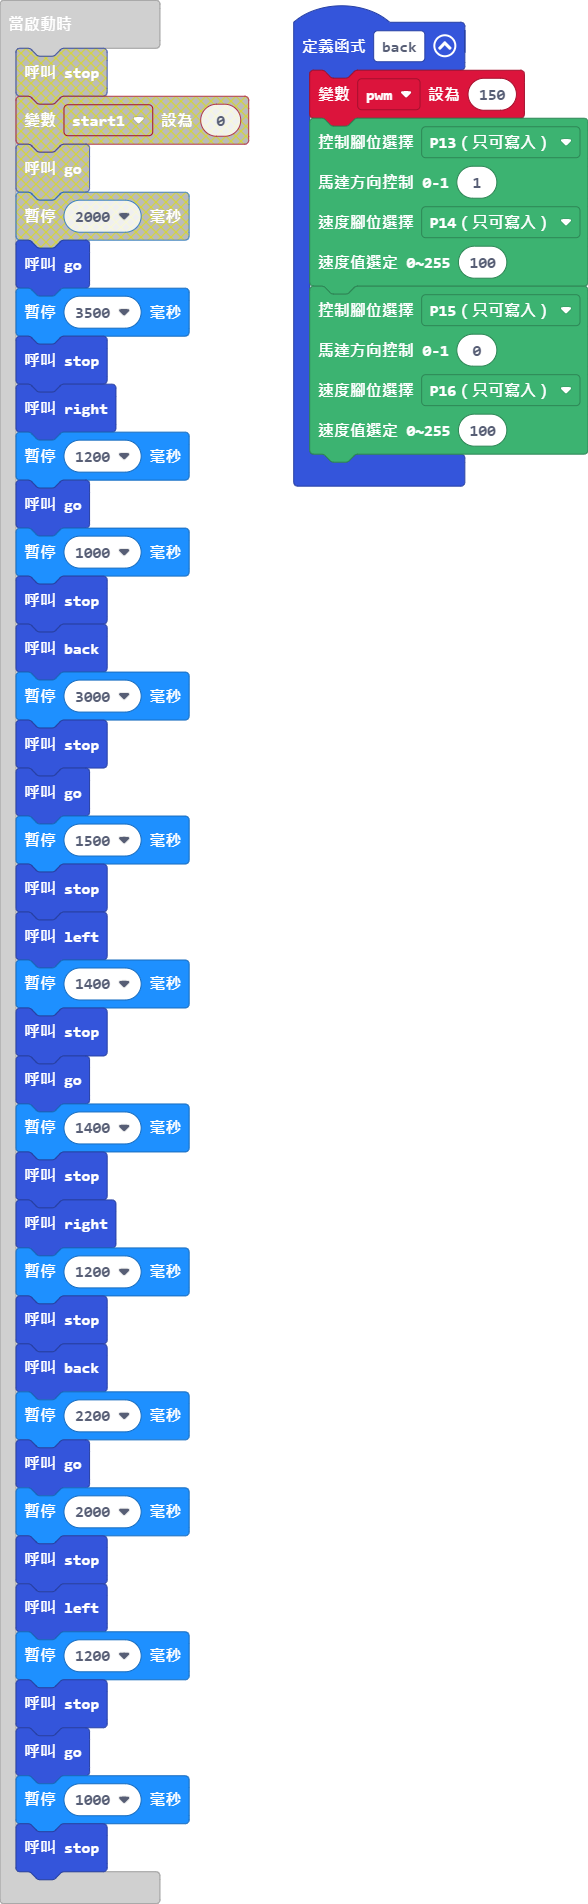 當啟動時
呼叫 stop
變數 start1 設為 0
呼叫 go
暫停 2000 毫秒
呼叫 go
暫停 3500 毫秒
呼叫 stop
呼叫 right
暫停 1200 毫秒
呼叫 go
暫停 1000 毫秒
呼叫 stop
呼叫 back
暫停 3000 毫秒
呼叫 stop
呼叫 go
暫停 1500 毫秒
呼叫 stop
呼叫 left
暫停 1400 毫秒
呼叫 stop
呼叫 go
暫停 1400 毫秒
呼叫 stop
呼叫 right
暫停 1200 毫秒
呼叫 stop
呼叫 back
暫停 2200 毫秒
呼叫 go
暫停 2000 毫秒
呼叫 stop
呼叫 left
暫停 1200 毫秒
呼叫 stop
呼叫 go
暫停 1000 毫秒
呼叫 stop
定義函式 back
變數 pwm 設為 150
控制腳位選擇 P13（只可寫入）
馬達方向控制 0-1 1
速度腳位選擇 P14（只可寫入）
速度值選定 0~255 100
控制腳位選擇 P15（只可寫入）
馬達方向控制 0-1 0
速度腳位選擇 P16（只可寫入）
速度值選定 0~255 100